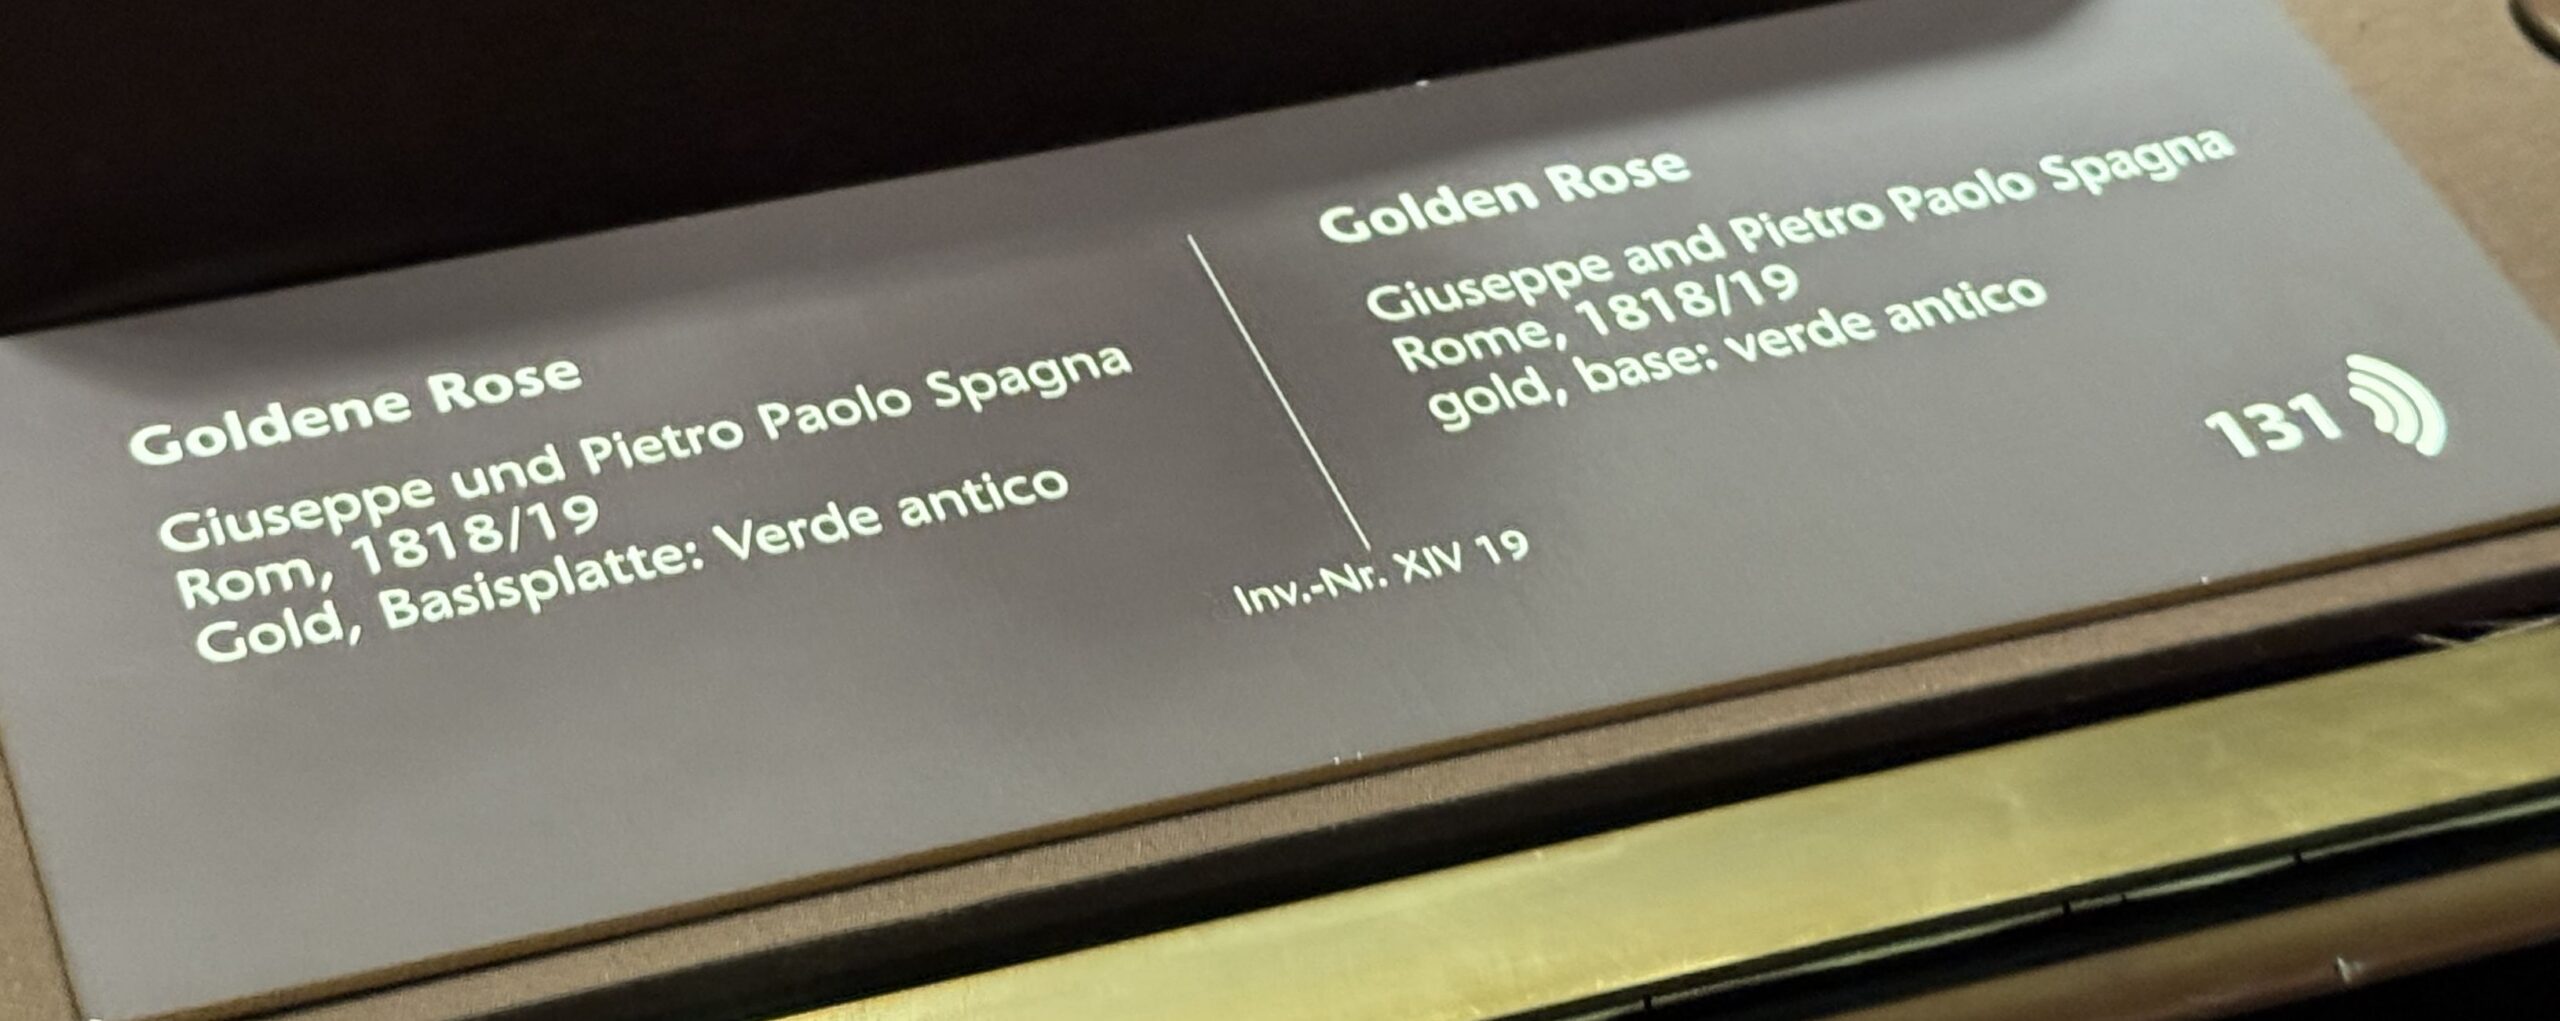 Goldene Rose
Giuseppe und Pietro Paolo Spagna
Rom, 1818/19
Gold, Basisplatte: Verde antico
Golden Rose
Giuseppe and Pietro Paolo Spagna
Rome, 1818/19
gold, base: verde antico
131
Inv.-Nr. XIV 19